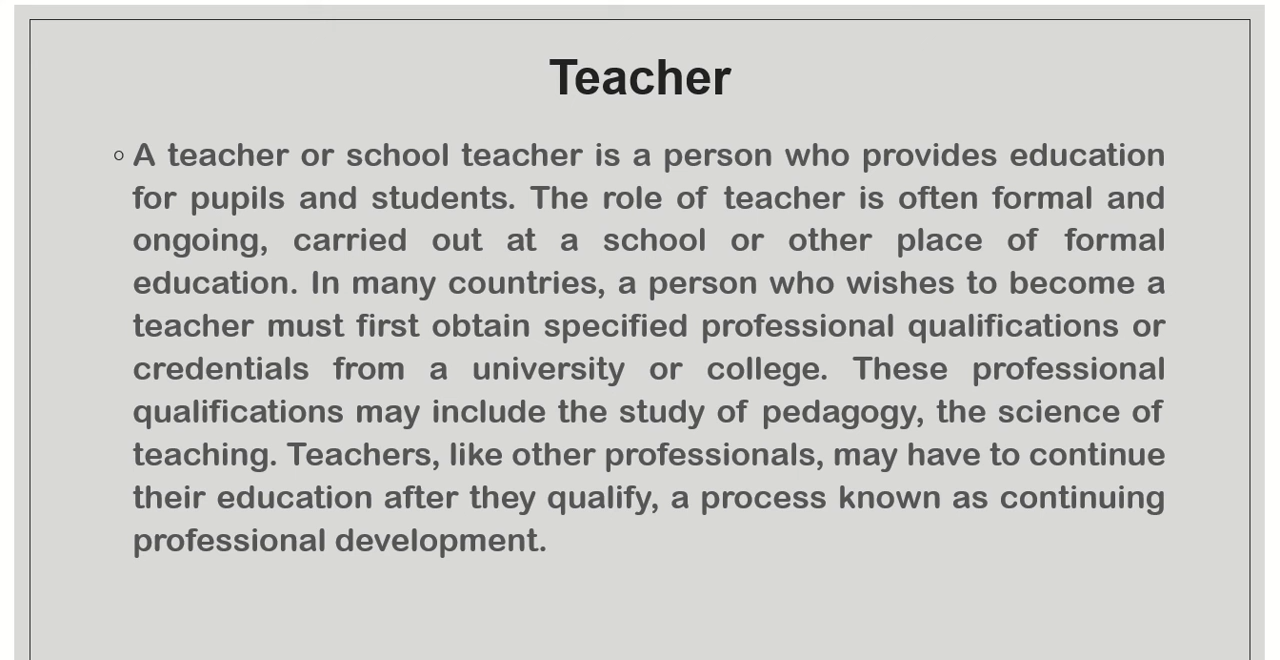 Teacher
◦ A teacher or school teacher is a person who provides education
for pupils and students. The role of teacher is often formal and
ongoing, carried out at a school or other place of formal
education. In many countries, a person who wishes to become a
teacher must first obtain specified professional qualifications or
credentials from a university or college. These professional
qualifications may include the study of pedagogy, the science of
teaching. Teachers, like other professionals, may have to continue
their education after they qualify, a process known as continuing
professional development.